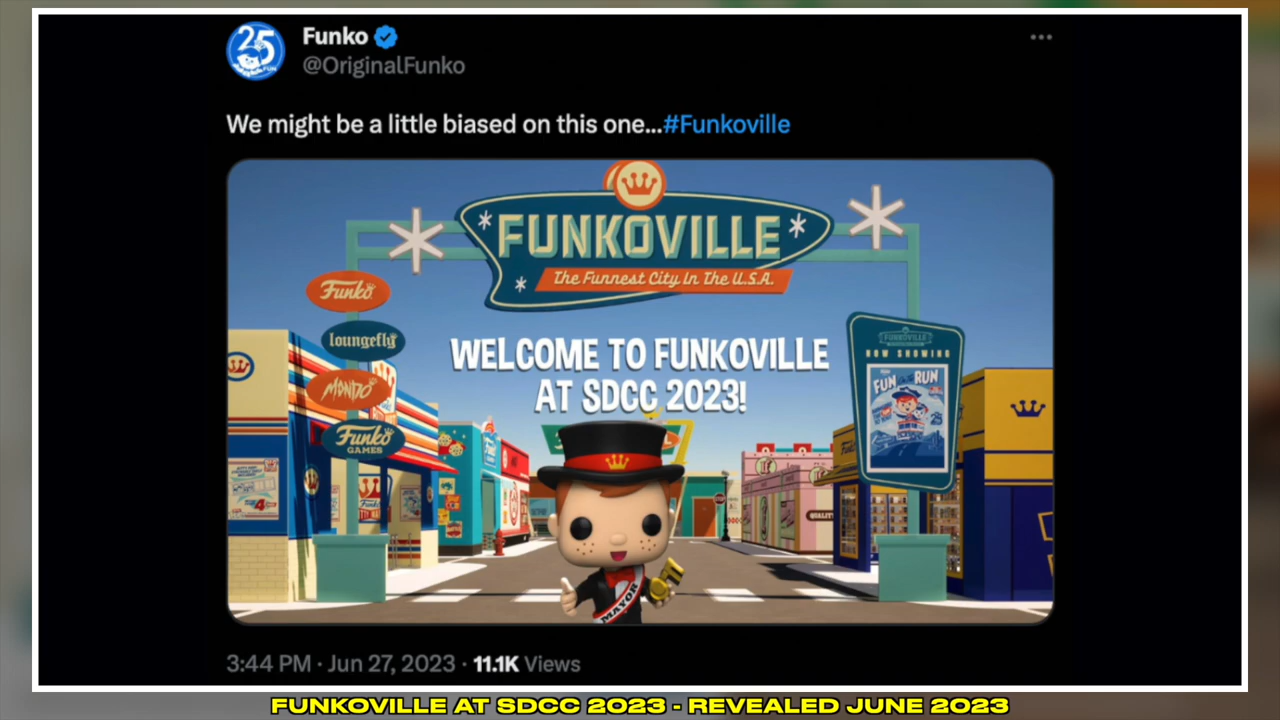 25
Funko
@OriginalFunko
We might be a little biased on this one...#Funkoville
FUNKOVILLE
The Funnest City In The U.S.A.
Funko
loungefly
MONDO
Funko
GAMES
WELCOME TO FUNKOVILLE
AT SDCC 2023!
FUNKOVILLE
NOW SHOWING
FUN
RUN
MAYOR
3:44 PM · Jun 27, 2023 · 11.1K Views
FUNKOVILLE AT SDCC 2023 - REVEALED JUNE 2023